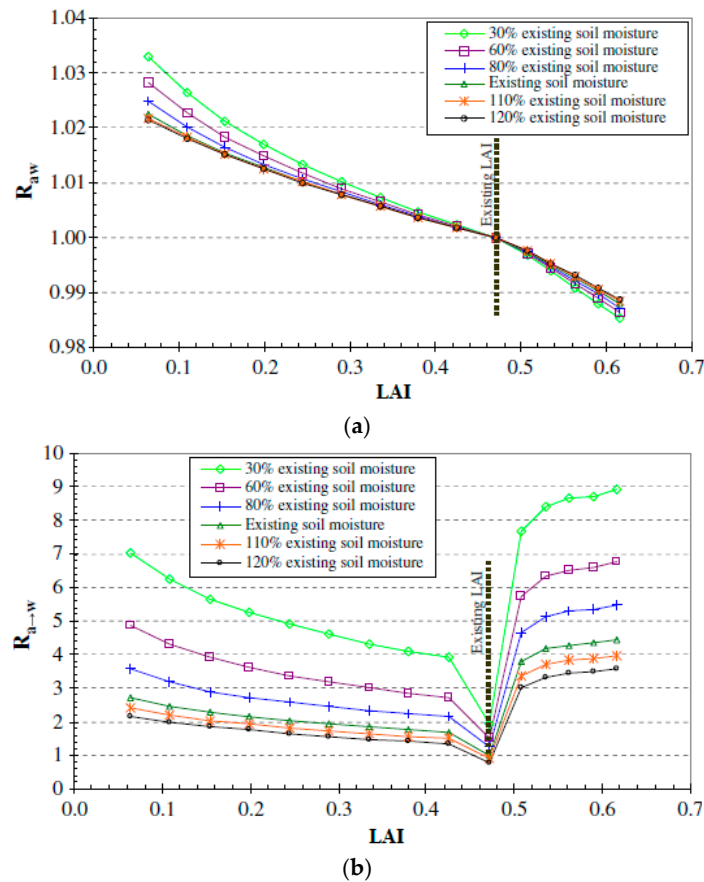 1.04
1.03
1.02
1.01
1.00
0.99
0.98
R_aw
30% existing soil moisture
60% existing soil moisture
80% existing soil moisture
Existing soil moisture
110% existing soil moisture
120% existing soil moisture
Existing LAI
0.0 0.1 0.2 0.3 0.4 0.5 0.6 0.7
LAI
(a)
10
9
8
7
6
5
4
3
2
1
0
R_a→w
30% existing soil moisture
60% existing soil moisture
80% existing soil moisture
Existing soil moisture
110% existing soil moisture
120% existing soil moisture
Existing LAI
0.0 0.1 0.2 0.3 0.4 0.5 0.6 0.7
LAI
(b)